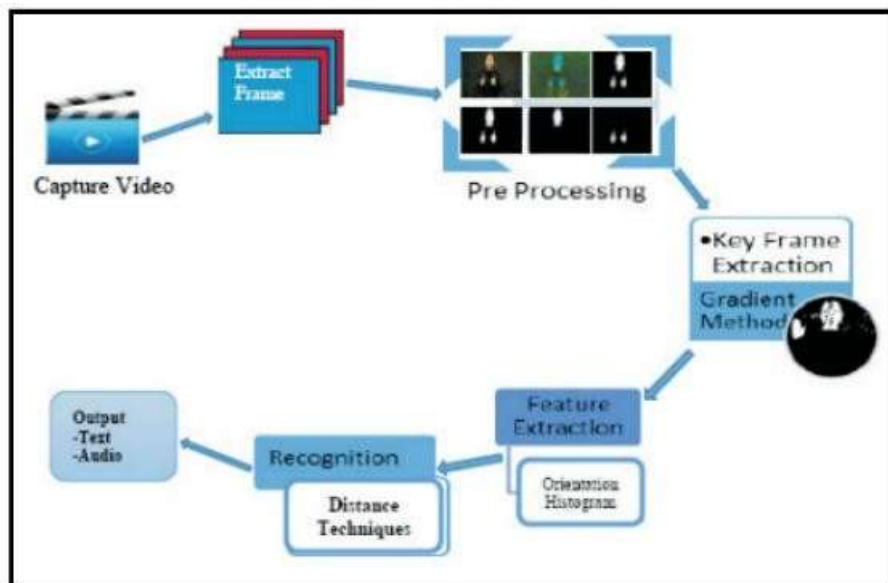 Extract
Frame
Capture Video
Pre Processing
•Key Frame
Extraction
Gradient
Method
Feature
Extraction
Orientation
Histogram
Recognition
Distance
Techniques
Output
-Text
-Audio